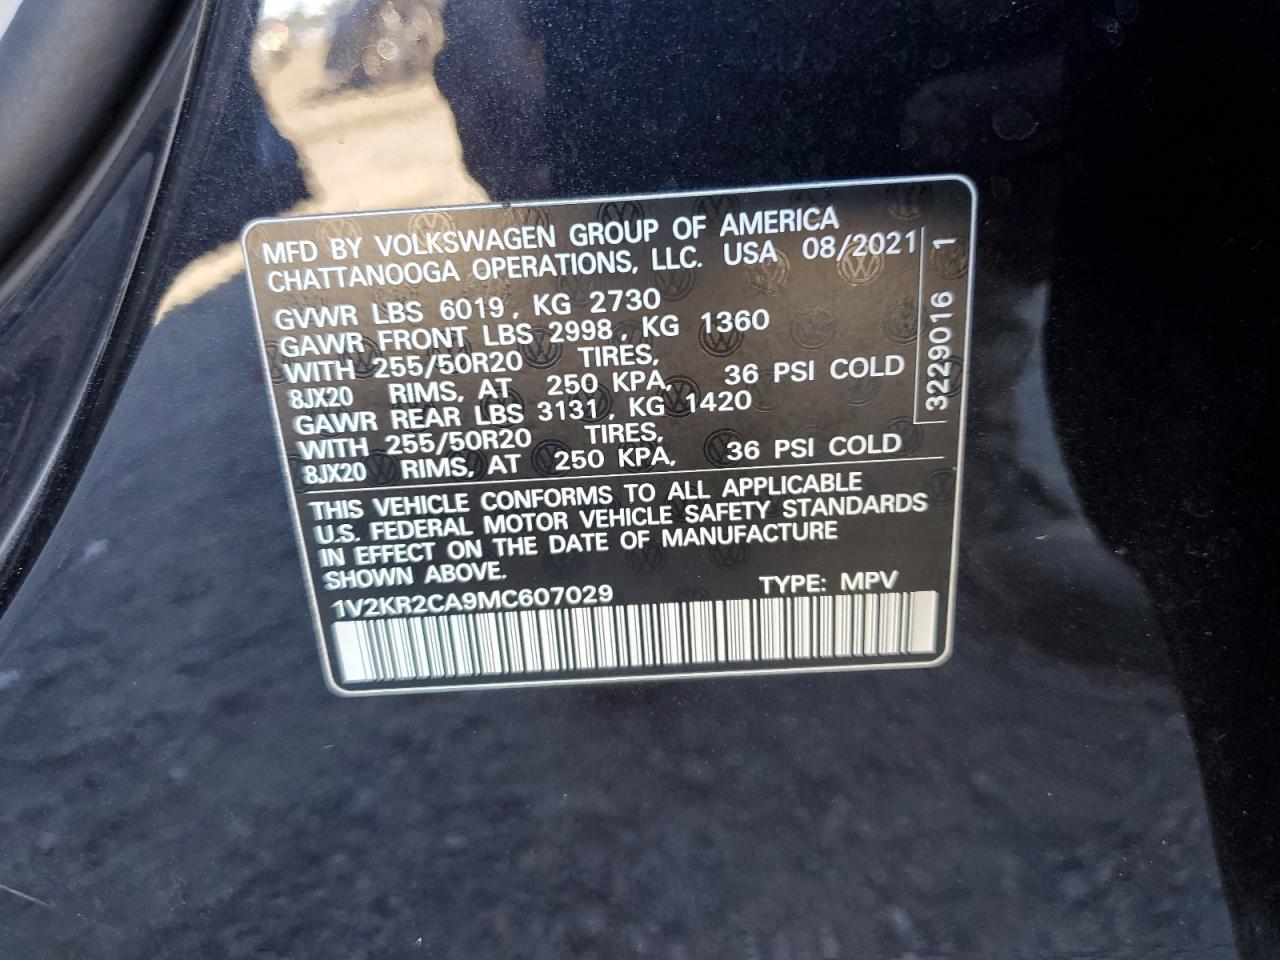 MFD BY VOLKSWAGEN GROUP OF AMERICA
CHATTANOOGA OPERATIONS, LLC. USA 08/2021
GVWR LBS 6019, KG 2730
GAWR FRONT LBS 2998, KG 1360
WITH 255/50R20 TIRES,
8JX20 RIMS, AT 250 KPA, 36 PSI COLD
GAWR REAR LBS 3131, KG 1420
WITH 255/50R20 TIRES,
8JX20 RIMS, AT 250 KPA, 36 PSI COLD
3229016 1
THIS VEHICLE CONFORMS TO ALL APPLICABLE
U.S. FEDERAL MOTOR VEHICLE SAFETY STANDARDS
IN EFFECT ON THE DATE OF MANUFACTURE
SHOWN ABOVE.
1V2KR2CA9MC607029 TYPE: MPV